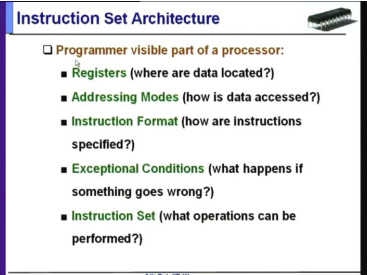 Instruction Set Architecture
❑ Programmer visible part of a processor:
■ Registers (where are data located?)
■ Addressing Modes (how is data accessed?)
■ Instruction Format (how are instructions
specified?)
■ Exceptional Conditions (what happens if
something goes wrong?)
■ Instruction Set (what operations can be
performed?)